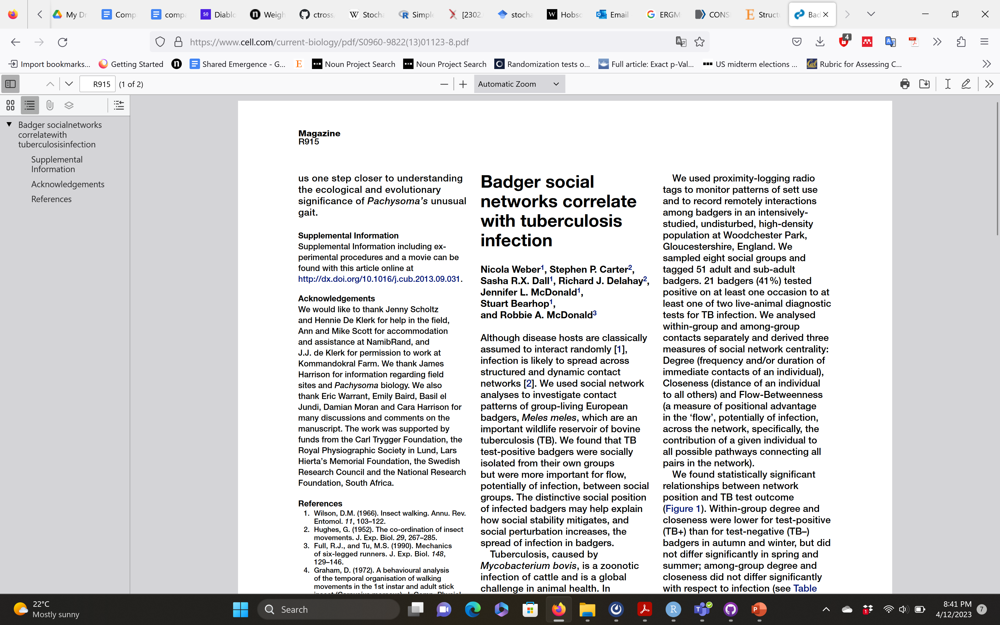 My Dr
Comp
compa
SO
Diablo
n
Weigh
ctross/
W
Stocha
R
Simple
[2302.
stocha
W
Hobso
Email
G
ERGM
CONS
E
Structu
Bad
https://www.cell.com/current-biology/pdf/S0960-9822(13)01123-8.pdf
4
Import bookmarks...
Getting Started
n
Shared Emergence - G...
E
Noun Project Search
Noun Project Search
Randomization tests o...
Full article: Exact p-Val...
US midterm elections ...
Cal
Rubric for Assessing C...
R915
(1 of 2)
Automatic Zoom
Badger socialnetworks
correlatewith
tuberculosisinfection
Supplemental
Information
Acknowledgements
References
Magazine
R915
us one step closer to understanding
the ecological and evolutionary
significance of Pachysoma’s unusual
gait.
Supplemental Information
Supplemental Information including ex-
perimental procedures and a movie can be
found with this article online at
http://dx.doi.org/10.1016/j.cub.2013.09.031.
Acknowledgements
We would like to thank Jenny Scholtz
and Hennie De Klerk for help in the field,
Ann and Mike Scott for accommodation
and assistance at NamibRand, and
J.J. de Klerk for permission to work at
Kommandokral Farm. We thank James
Harrison for information regarding field
sites and Pachysoma biology. We also
thank Eric Warrant, Emily Baird, Basil el
Jundi, Damian Moran and Cara Harrison for
many discussions and comments on the
manuscript. The work was supported by
funds from the Carl Trygger Foundation, the
Royal Physiographic Society in Lund, Lars
Hierta’s Memorial Foundation, the Swedish
Research Council and the National Research
Foundation, South Africa.
References
1. Wilson, D.M. (1966). Insect walking. Annu. Rev.
Entomol. 11, 103–122.
2. Hughes, G. (1952). The co-ordination of insect
movements. J. Exp. Biol. 29, 267–285.
3. Full, R.J., and Tu, M.S. (1990). Mechanics
of six-legged runners. J. Exp. Biol. 148,
129–146.
4. Graham, D. (1972). A behavioural analysis
of the temporal organisation of walking
movements in the 1st instar and adult stick
Badger social
networks correlate
with tuberculosis
infection
Nicola Weber1, Stephen P. Carter2,
Sasha R.X. Dall1, Richard J. Delahay2,
Jennifer L. McDonald1,
Stuart Bearhop1,
and Robbie A. McDonald3
Although disease hosts are classically
assumed to interact randomly [1],
infection is likely to spread across
structured and dynamic contact
networks [2]. We used social network
analyses to investigate contact
patterns of group-living European
badgers, Meles meles, which are an
important wildlife reservoir of bovine
tuberculosis (TB). We found that TB
test-positive badgers were socially
isolated from their own groups
but were more important for flow,
potentially of infection, between social
groups. The distinctive social position
of infected badgers may help explain
how social stability mitigates, and
social perturbation increases, the
spread of infection in badgers.
Tuberculosis, caused by
Mycobacterium bovis, is a zoonotic
infection of cattle and is a global
challenge in animal health. In
We used proximity-logging radio
tags to monitor patterns of sett use
and to record remotely interactions
among badgers in an intensively-
studied, undisturbed, high-density
population at Woodchester Park,
Gloucestershire, England. We
sampled eight social groups and
tagged 51 adult and sub-adult
badgers. 21 badgers (41%) tested
positive on at least one occasion to at
least one of two live-animal diagnostic
tests for TB infection. We analysed
within-group and among-group
contacts separately and derived three
measures of social network centrality:
Degree (frequency and/or duration of
immediate contacts of an individual),
Closeness (distance of an individual
to all others) and Flow-Betweenness
(a measure of positional advantage
in the ‘flow’, potentially of infection,
across the network, specifically, the
contribution of a given individual to
all possible pathways connecting all
pairs in the network).
We found statistically significant
relationships between network
position and TB test outcome
(Figure 1). Within-group degree and
closeness were lower for test-positive
(TB+) than for test-negative (TB–)
badgers in autumn and winter, but did
not differ significantly in spring and
summer; among-group degree and
closeness did not differ significantly
with respect to infection (see Table
22°C
Mostly sunny
Search
8:41 PM
4/12/2023
7